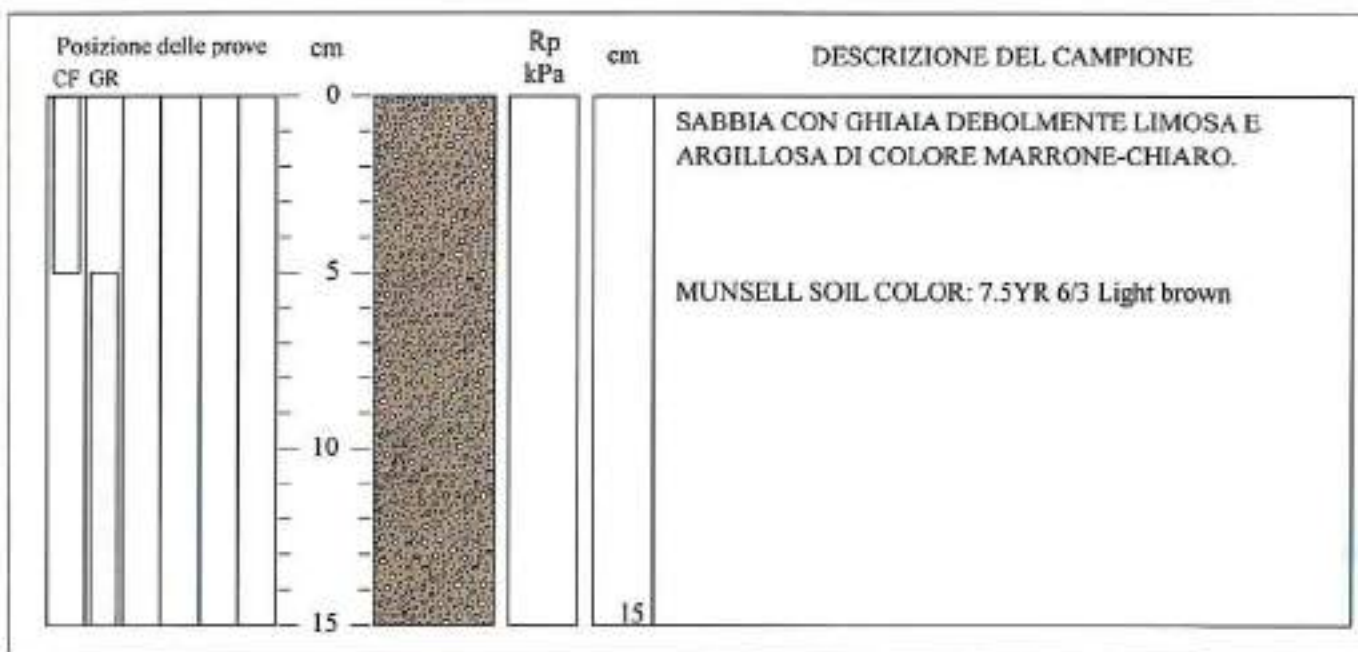 Posizione delle prove
CF GR
cm
Rp
kPa
cm
DESCRIZIONE DEL CAMPIONE
0
5
10
15
15
SABBIA CON GHIAIA DEBOLMENTE LIMOSA E
ARGILLOSA DI COLORE MARRONE-CHIARO.
MUNSELL SOIL COLOR: 7.5YR 6/3 Light brown